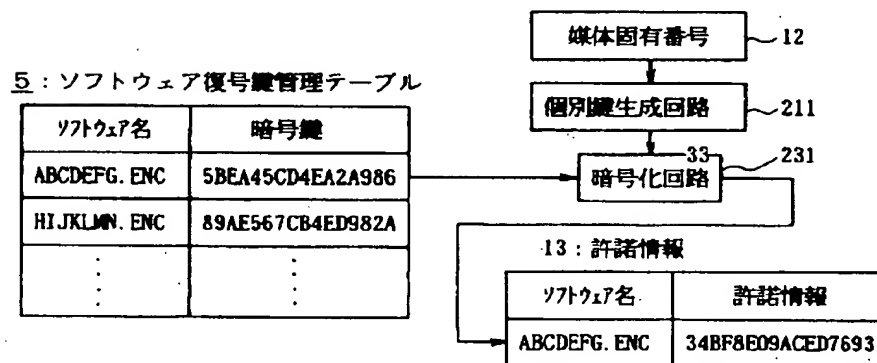 媒体固有番号
12
5:ソフトウェア復号鍵管理テーブル
個別鍵生成回路
211
ソフトウェア名
暗号鍵
33
暗号化回路
231
ABCDEFG.ENC
5BEA45CD4EA2A986
HIJKLMN.ENC
89AE567CB4ED982A
13:許諾情報
ソフトウェア名
許諾情報
ABCDEFG.ENC
34BF8E09ACED7693